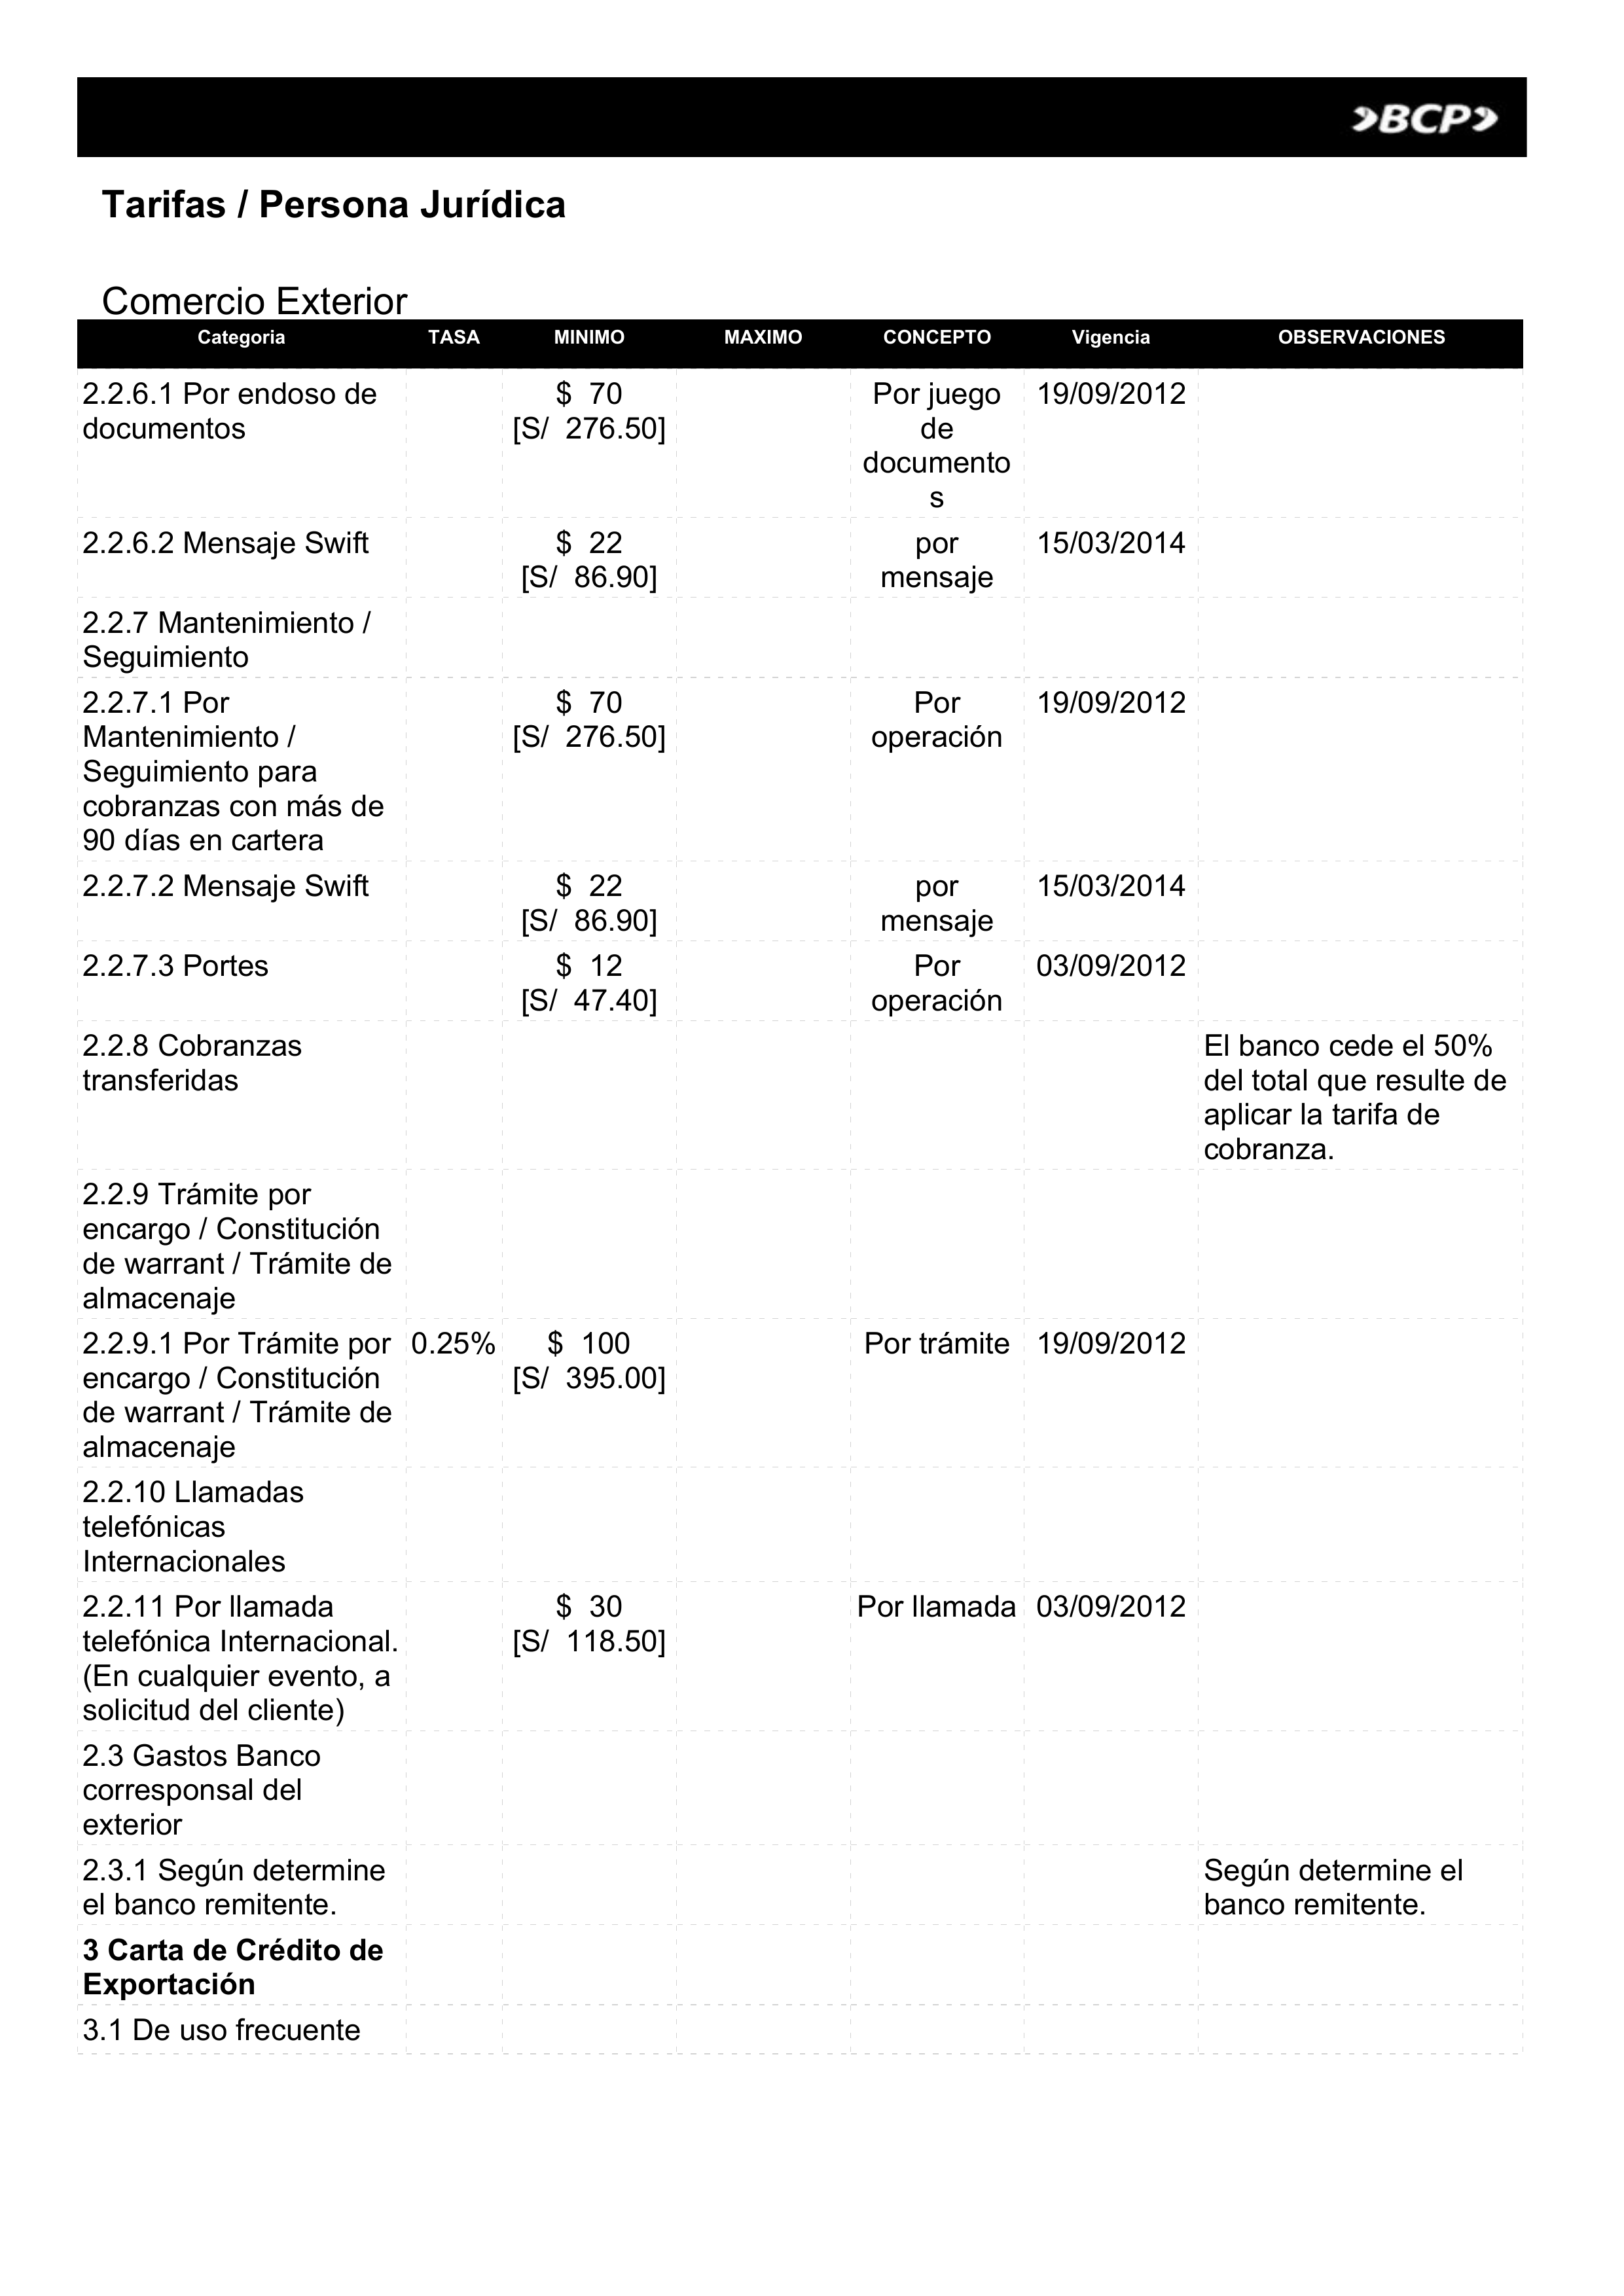 BCP
Tarifas / Persona Jurídica
Comercio Exterior
Categoria TASA MINIMO MAXIMO CONCEPTO Vigencia OBSERVACIONES
2.2.6.1 Por endoso de $ 70 Por juego 19/09/2012
documentos [S/ 276.50] de
documento
s
2.2.6.2 Mensaje Swift $ 22 por 15/03/2014
[S/ 86.90] mensaje
2.2.7 Mantenimiento /
Seguimiento
2.2.7.1 Por $ 70 Por 19/09/2012
Mantenimiento / [S/ 276.50] operación
Seguimiento para
cobranzas con más de
90 días en cartera
2.2.7.2 Mensaje Swift $ 22 por 15/03/2014
[S/ 86.90] mensaje
2.2.7.3 Portes $ 12 Por 03/09/2012
[S/ 47.40] operación
2.2.8 Cobranzas El banco cede el 50%
transferidas del total que resulte de
aplicar la tarifa de
cobranza.
2.2.9 Trámite por
encargo / Constitución
de warrant / Trámite de
almacenaje
2.2.9.1 Por Trámite por 0.25% $ 100 Por trámite 19/09/2012
encargo / Constitución [S/ 395.00]
de warrant / Trámite de
almacenaje
2.2.10 Llamadas
telefónicas
Internacionales
2.2.11 Por llamada $ 30 Por llamada 03/09/2012
telefónica Internacional. [S/ 118.50]
(En cualquier evento, a
solicitud del cliente)
2.3 Gastos Banco
corresponsal del
exterior
2.3.1 Según determine Según determine el
el banco remitente. banco remitente.
3 Carta de Crédito de
Exportación
3.1 De uso frecuente